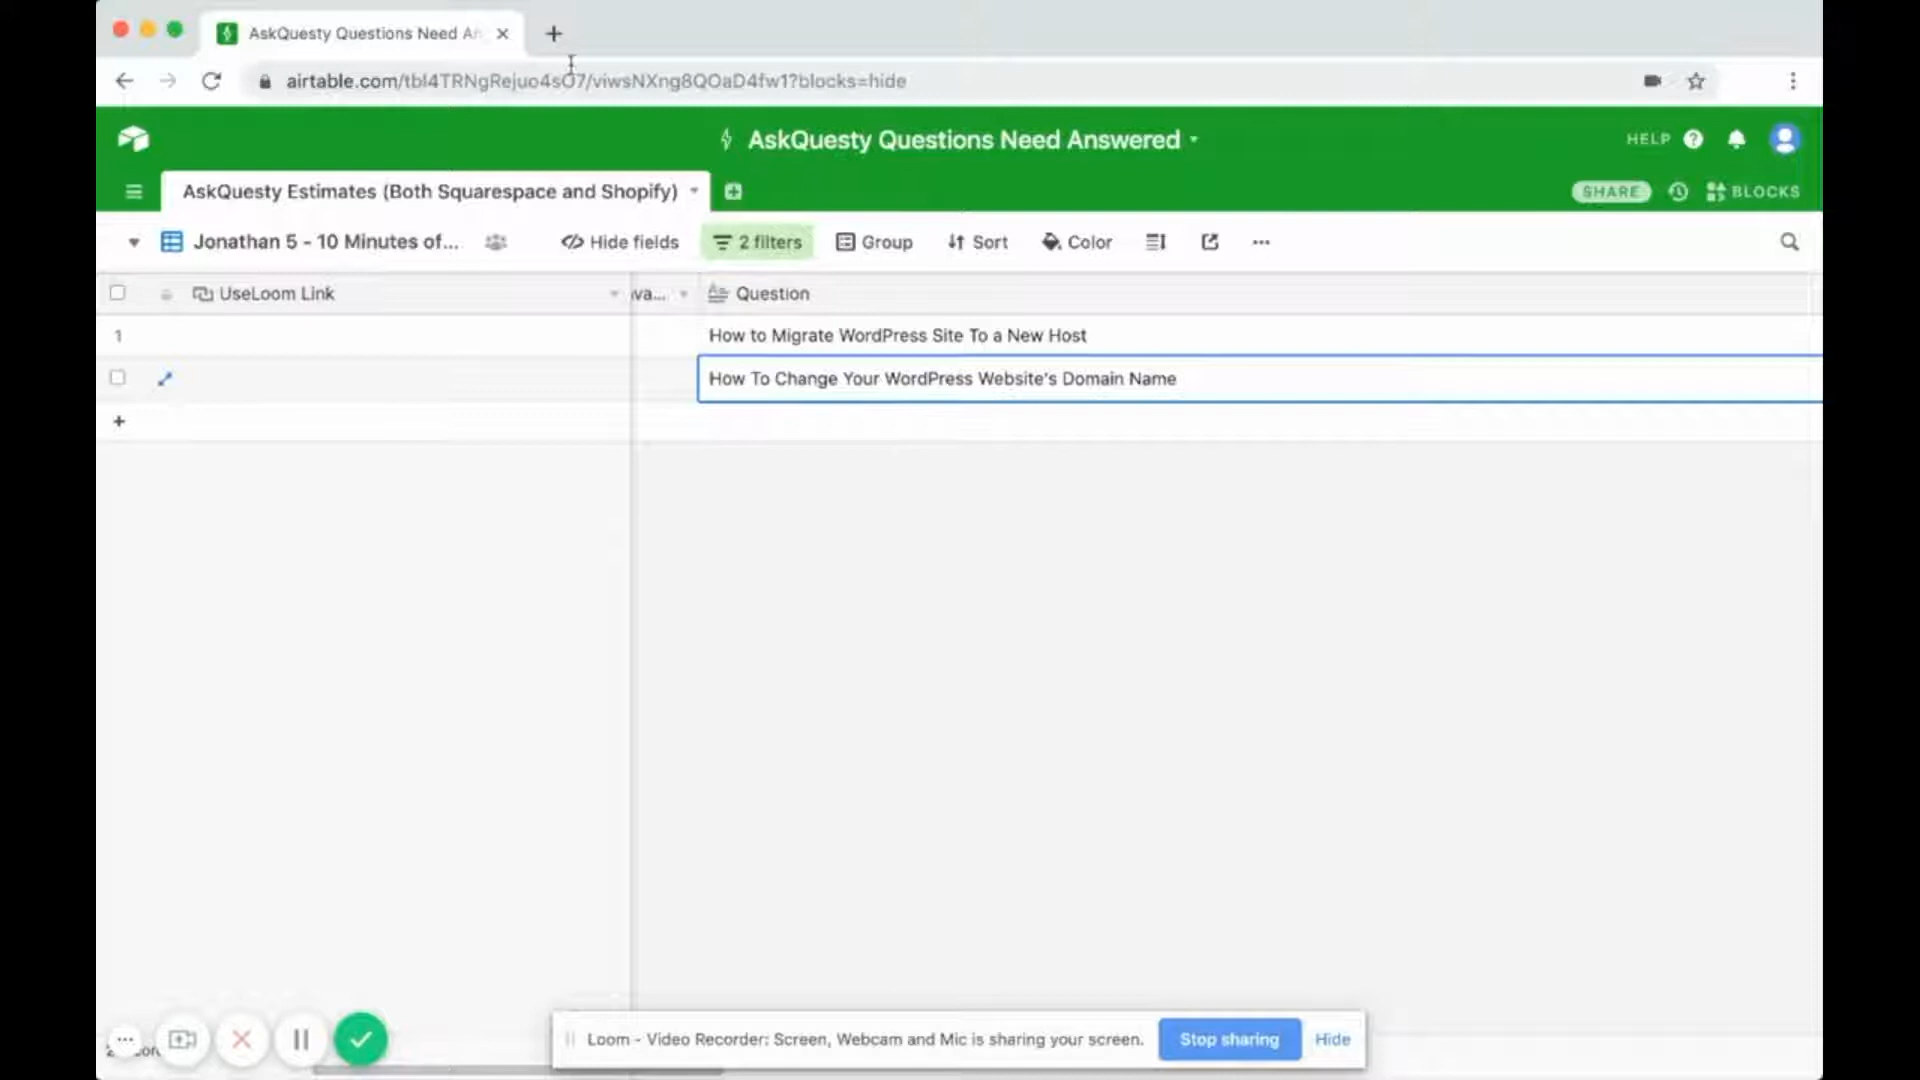 AskQuesty Questions Need An
airtable.com/tbl4TRNgRejuo4sO7/viwsNXng8QOaD4fw1?blocks=hide
AskQuesty Questions Need Answered
HELP
AskQuesty Estimates (Both Squarespace and Shopify)
SHARE
BLOCKS
Jonathan 5 - 10 Minutes of...
Hide fields
2 filters
Group
Sort
Color
UseLoom Link
va...
Question
1
How to Migrate WordPress Site To a New Host
How To Change Your WordPress Website's Domain Name
Loom - Video Recorder: Screen, Webcam and Mic is sharing your screen.
Stop sharing
Hide